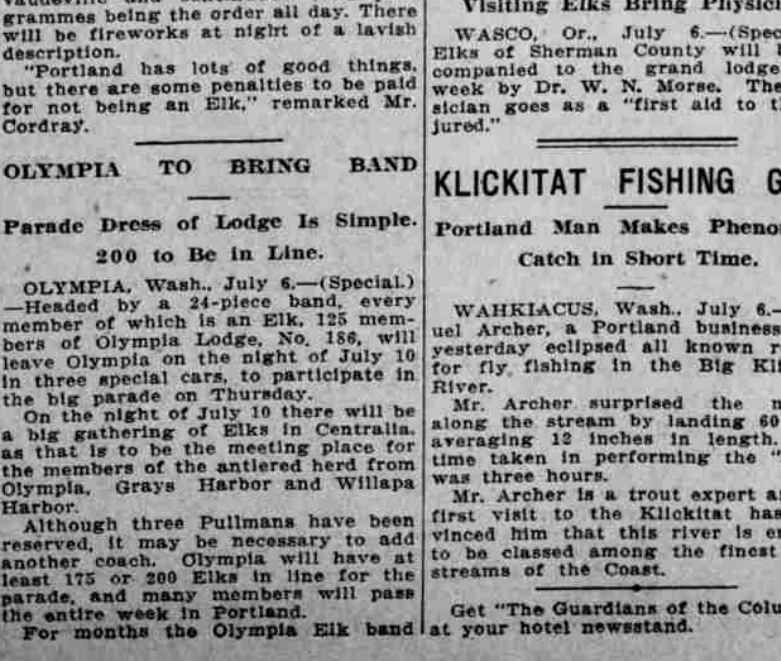 grammes being the order all day. There
will be fireworks at night of a lavish
description.
"Portland has lots of good things,
but there are some penalties to be paid
for not being an Elk," remarked Mr.
Cordray.
OLYMPIA TO BRING BAND
Parade Dress of Lodge Is Simple.
200 to Be in Line.
OLYMPIA, Wash., July 6.—(Special.)
—Headed by a 24-piece band, every
member of which is an Elk, 125 mem-
bers of Olympia Lodge, No. 186, will
leave Olympia on the night of July 10
in three special cars, to participate in
the big parade on Thursday.
On the night of July 10 there will be
a big gathering of Elks in Centralia,
as that is to be the meeting place for
the members of the antlered herd from
Olympia, Grays Harbor and Willapa
Harbor.
Although three Pullmans have been
reserved, it may be necessary to add
another coach. Olympia will have at
least 175 or 200 Elks in line for the
parade, and many members will pass
the entire week in Portland.
For months the Olympia Elk band
Visiting Elks Bring Physici
WASCO, Or., July 6.—(Spec
Elks of Sherman County will
companied to the grand lodge
week by Dr. W. N. Morse. The
sician goes as a "first aid to t
jured."
KLICKITAT FISHING G
Portland Man Makes Pheno
Catch in Short Time.
WAHKIACUS, Wash., July 6.—
uel Archer, a Portland business
yesterday eclipsed all known r
for fly fishing in the Big Kli
River.
Mr. Archer surprised the n
along the stream by landing 60
averaging 12 inches in length.
time taken in performing the "
was three hours.
Mr. Archer is a trout expert a
first visit to the Klickitat has
vinced him that this river is e
to be classed among the finest
streams of the Coast.
Get "The Guardians of the Colu
at your hotel newsstand.